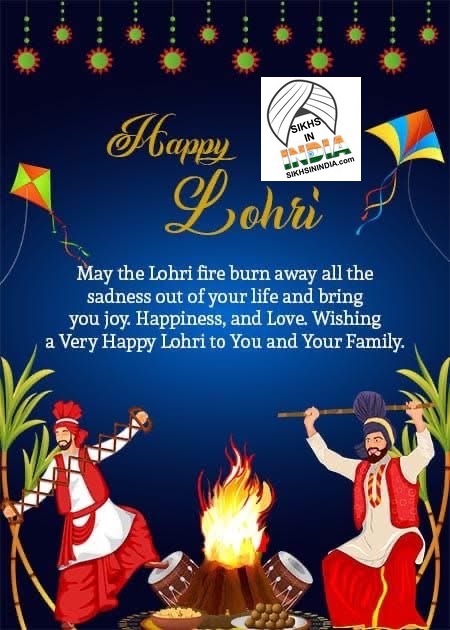 Happy
SIKHS
IN
INDIA
SIKHSININDIA.com
Lohri
May the Lohri fire burn away all the
sadness out of your life and bring
you joy. Happiness, and Love. Wishing
a Very Happy Lohri to You and Your Family.